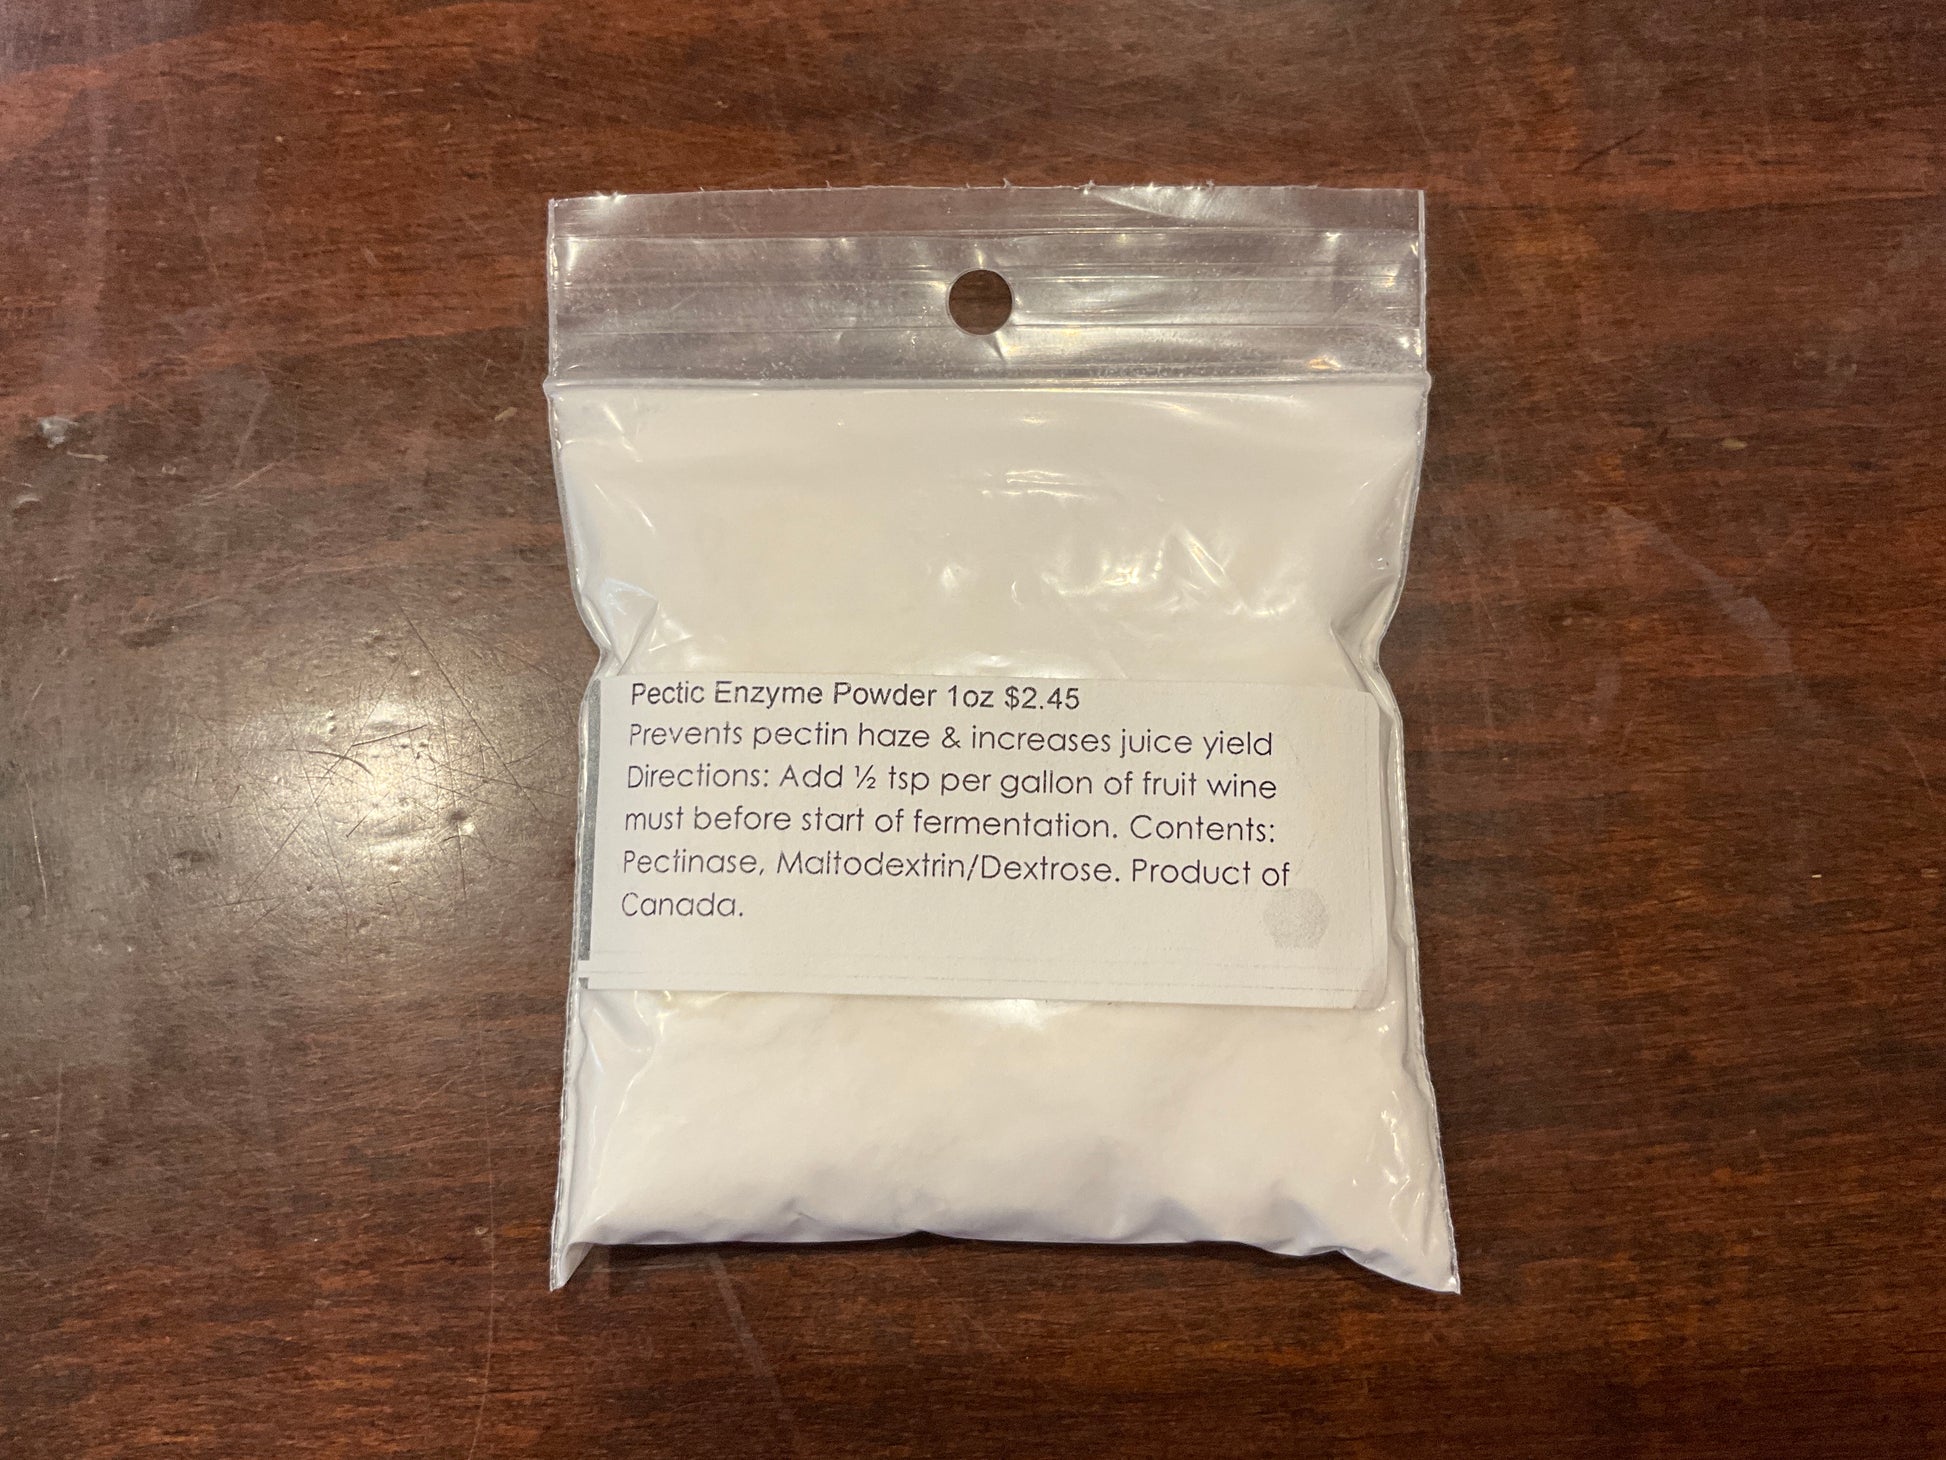 Pectic Enzyme Powder 1oz $2.45
Prevents pectin haze & increases juice yield
Directions: Add ½ tsp per gallon of fruit wine
must before start of fermentation. Contents:
Pectinase, Maltodextrin/Dextrose. Product of
Canada.